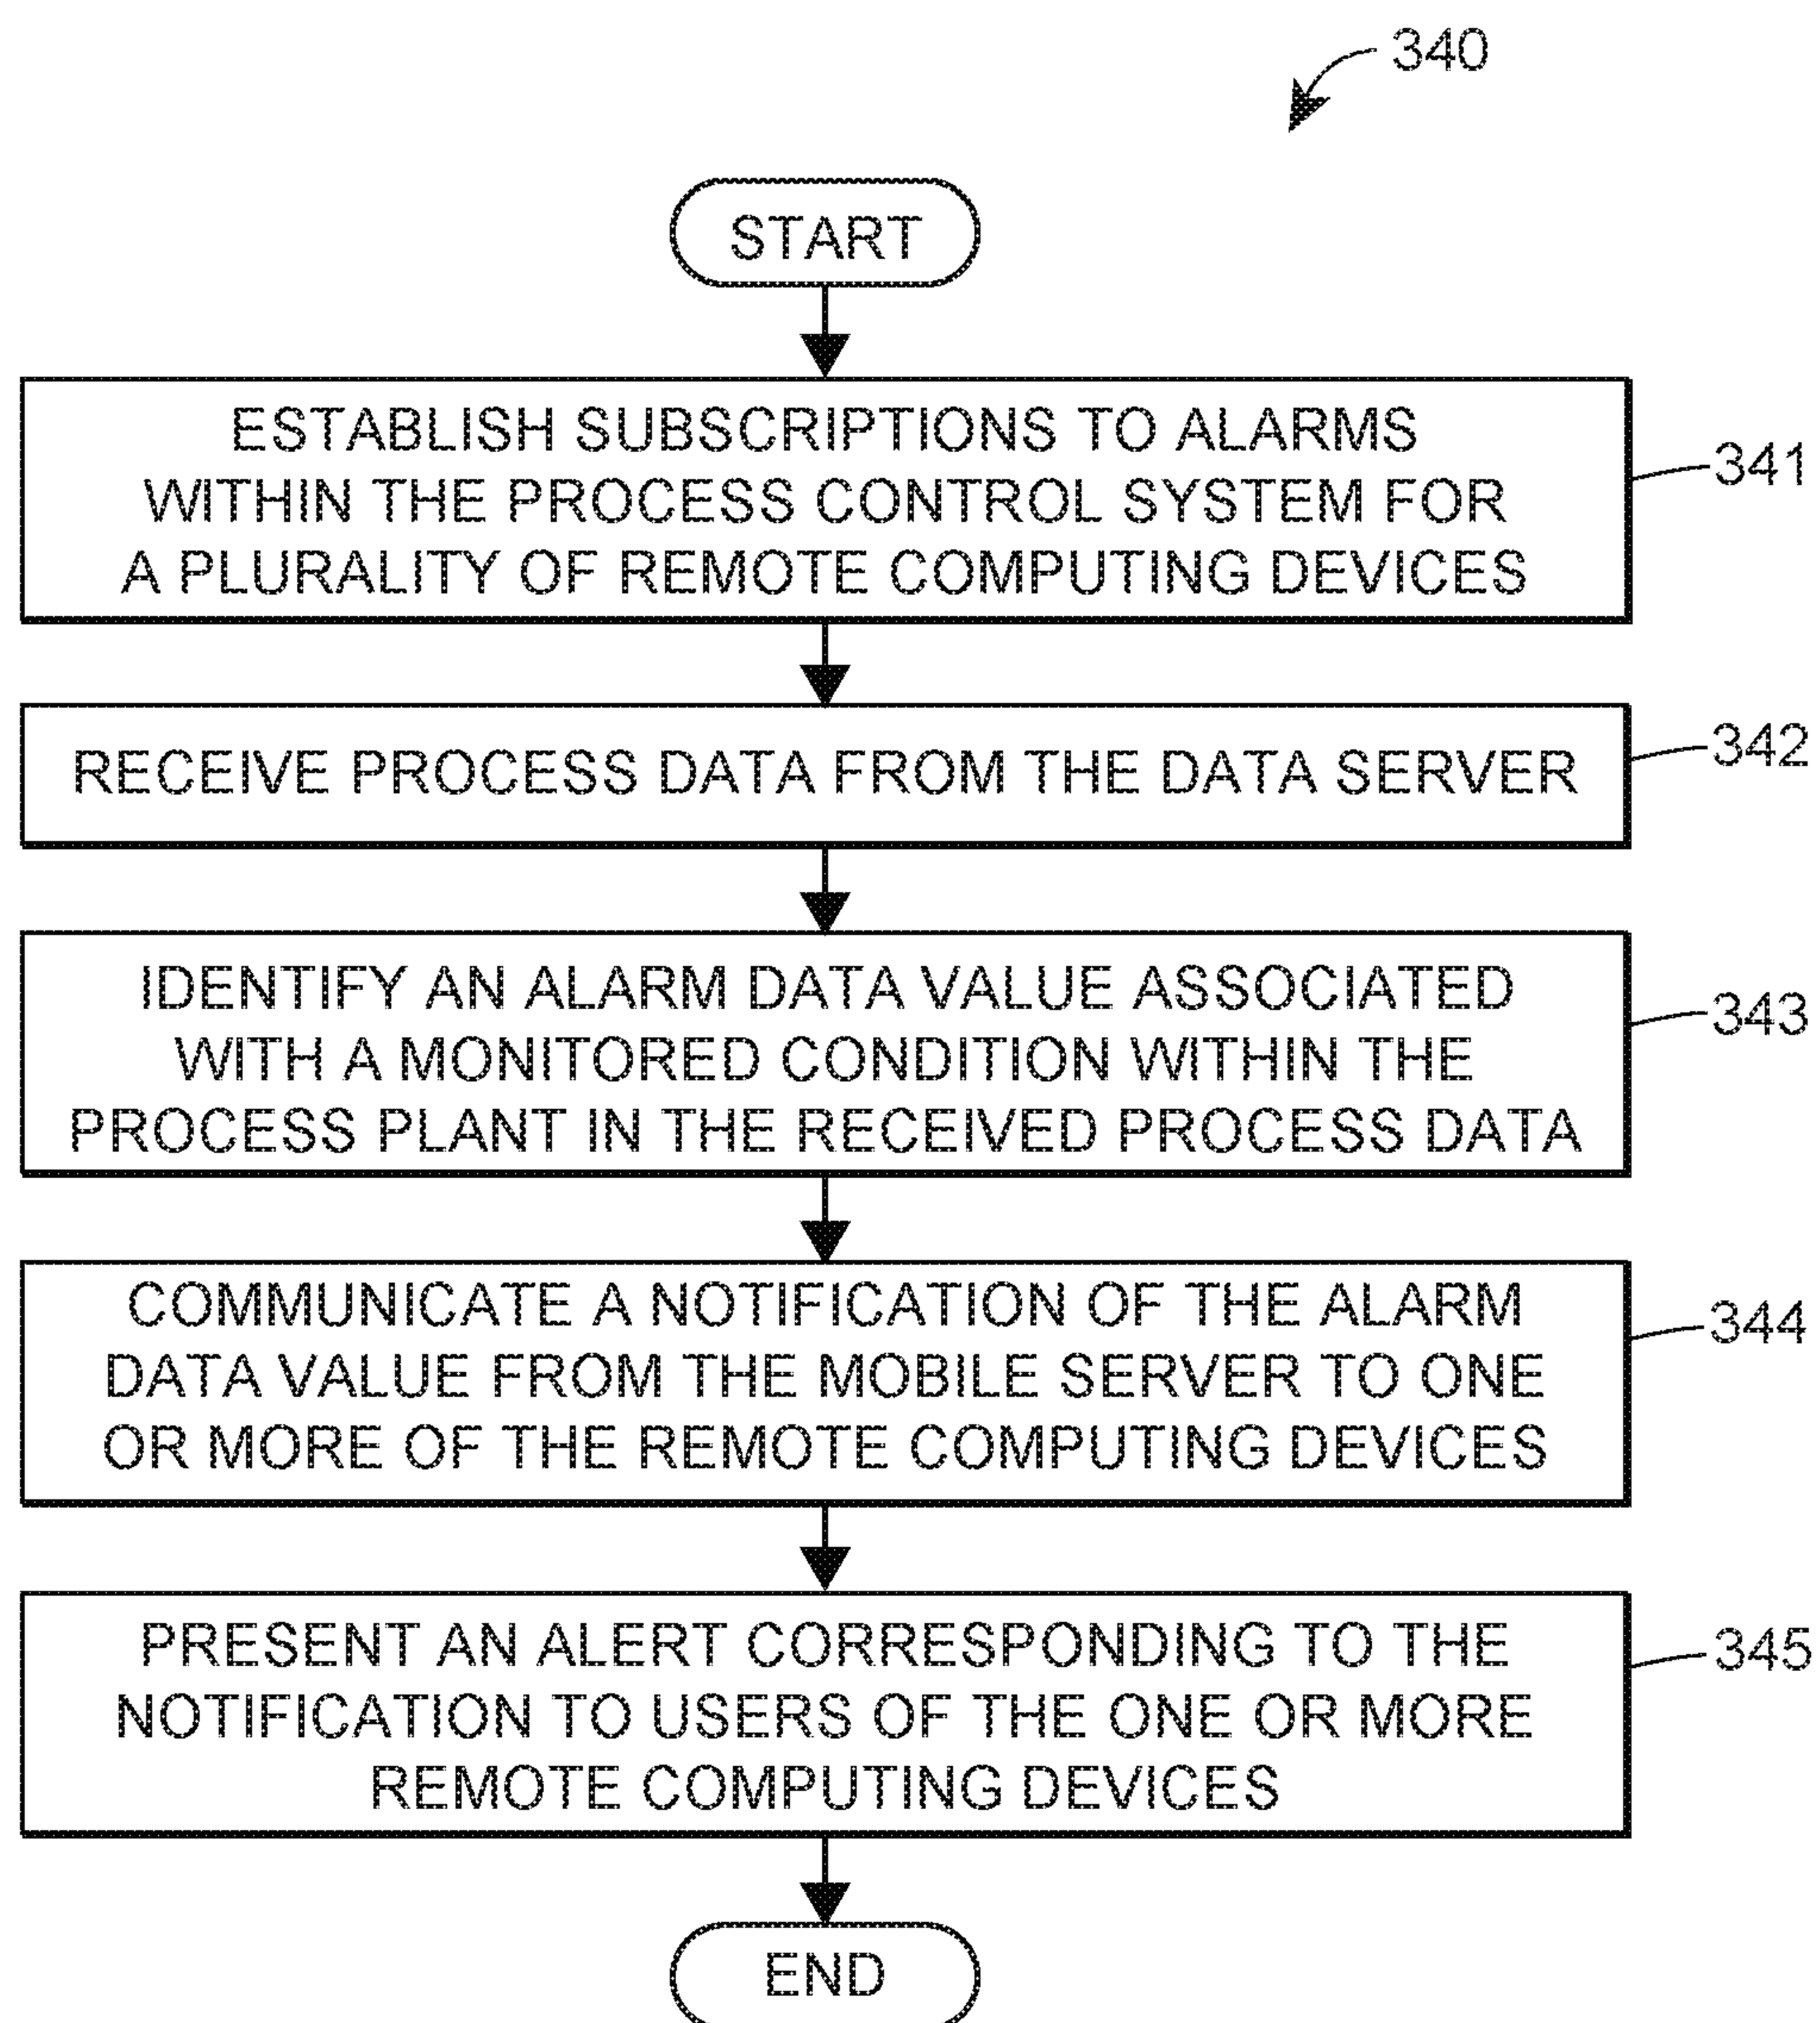 340
START
ESTABLISH SUBSCRIPTIONS TO ALARMS
WITHIN THE PROCESS CONTROL SYSTEM FOR
A PLURALITY OF REMOTE COMPUTING DEVICES
341
RECEIVE PROCESS DATA FROM THE DATA SERVER
342
IDENTIFY AN ALARM DATA VALUE ASSOCIATED
WITH A MONITORED CONDITION WITHIN THE
PROCESS PLANT IN THE RECEIVED PROCESS DATA
343
COMMUNICATE A NOTIFICATION OF THE ALARM
DATA VALUE FROM THE MOBILE SERVER TO ONE
OR MORE OF THE REMOTE COMPUTING DEVICES
344
PRESENT AN ALERT CORRESPONDING TO THE
NOTIFICATION TO USERS OF THE ONE OR MORE
REMOTE COMPUTING DEVICES
345
END